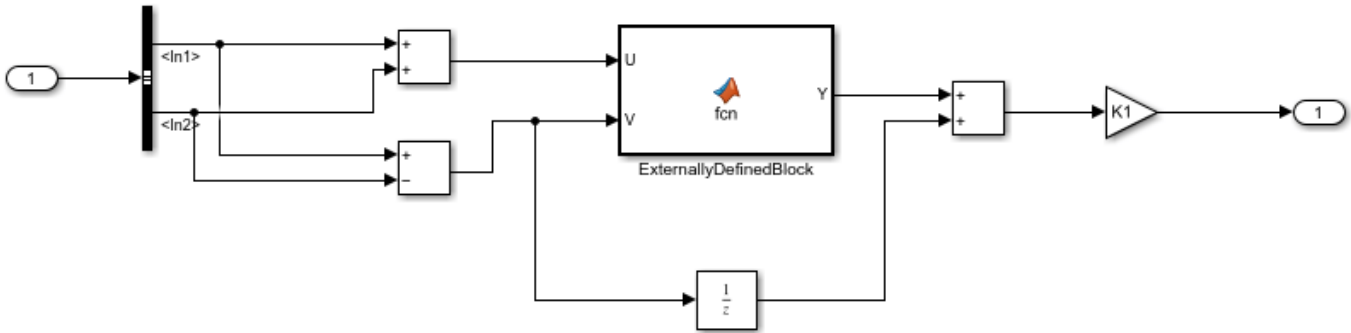 1
<In1>
<In2>
+
+
+
−
U
V
fcn
Y
ExternallyDefinedBlock
1
z
+
+
K1
1